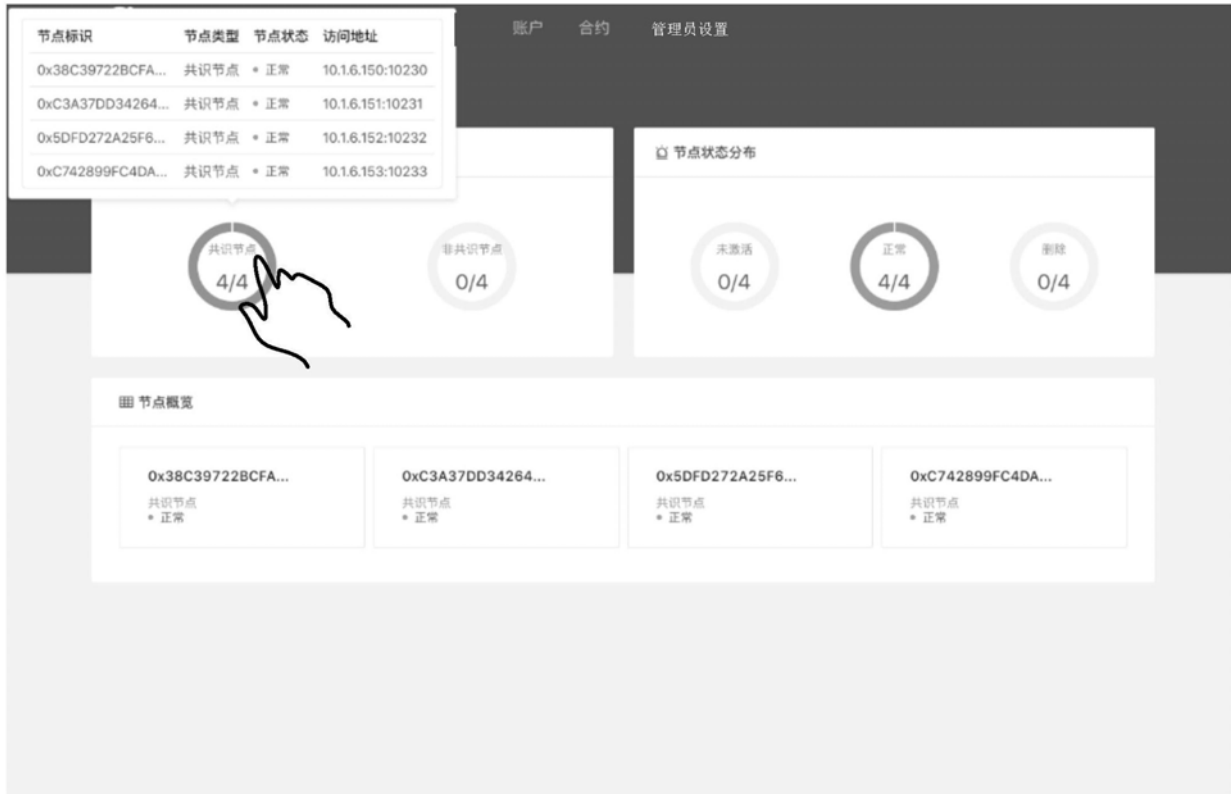 账户 合约 管理员设置
节点标识 节点类型 节点状态 访问地址
0x38C39722BCFA... 共识节点 正常 10.1.6.150:10230
0xC3A37DD34264... 共识节点 正常 10.1.6.151:10231
0x5DFD272A25F6... 共识节点 正常 10.1.6.152:10232
0xC742899FC4DA... 共识节点 正常 10.1.6.153:10233
共识节点
4/4
非共识节点
0/4
节点状态分布
未激活
0/4
正常
4/4
删除
0/4
节点概览
0x38C39722BCFA...
共识节点
正常
0xC3A37DD34264...
共识节点
正常
0x5DFD272A25F6...
共识节点
正常
0xC742899FC4DA...
共识节点
正常